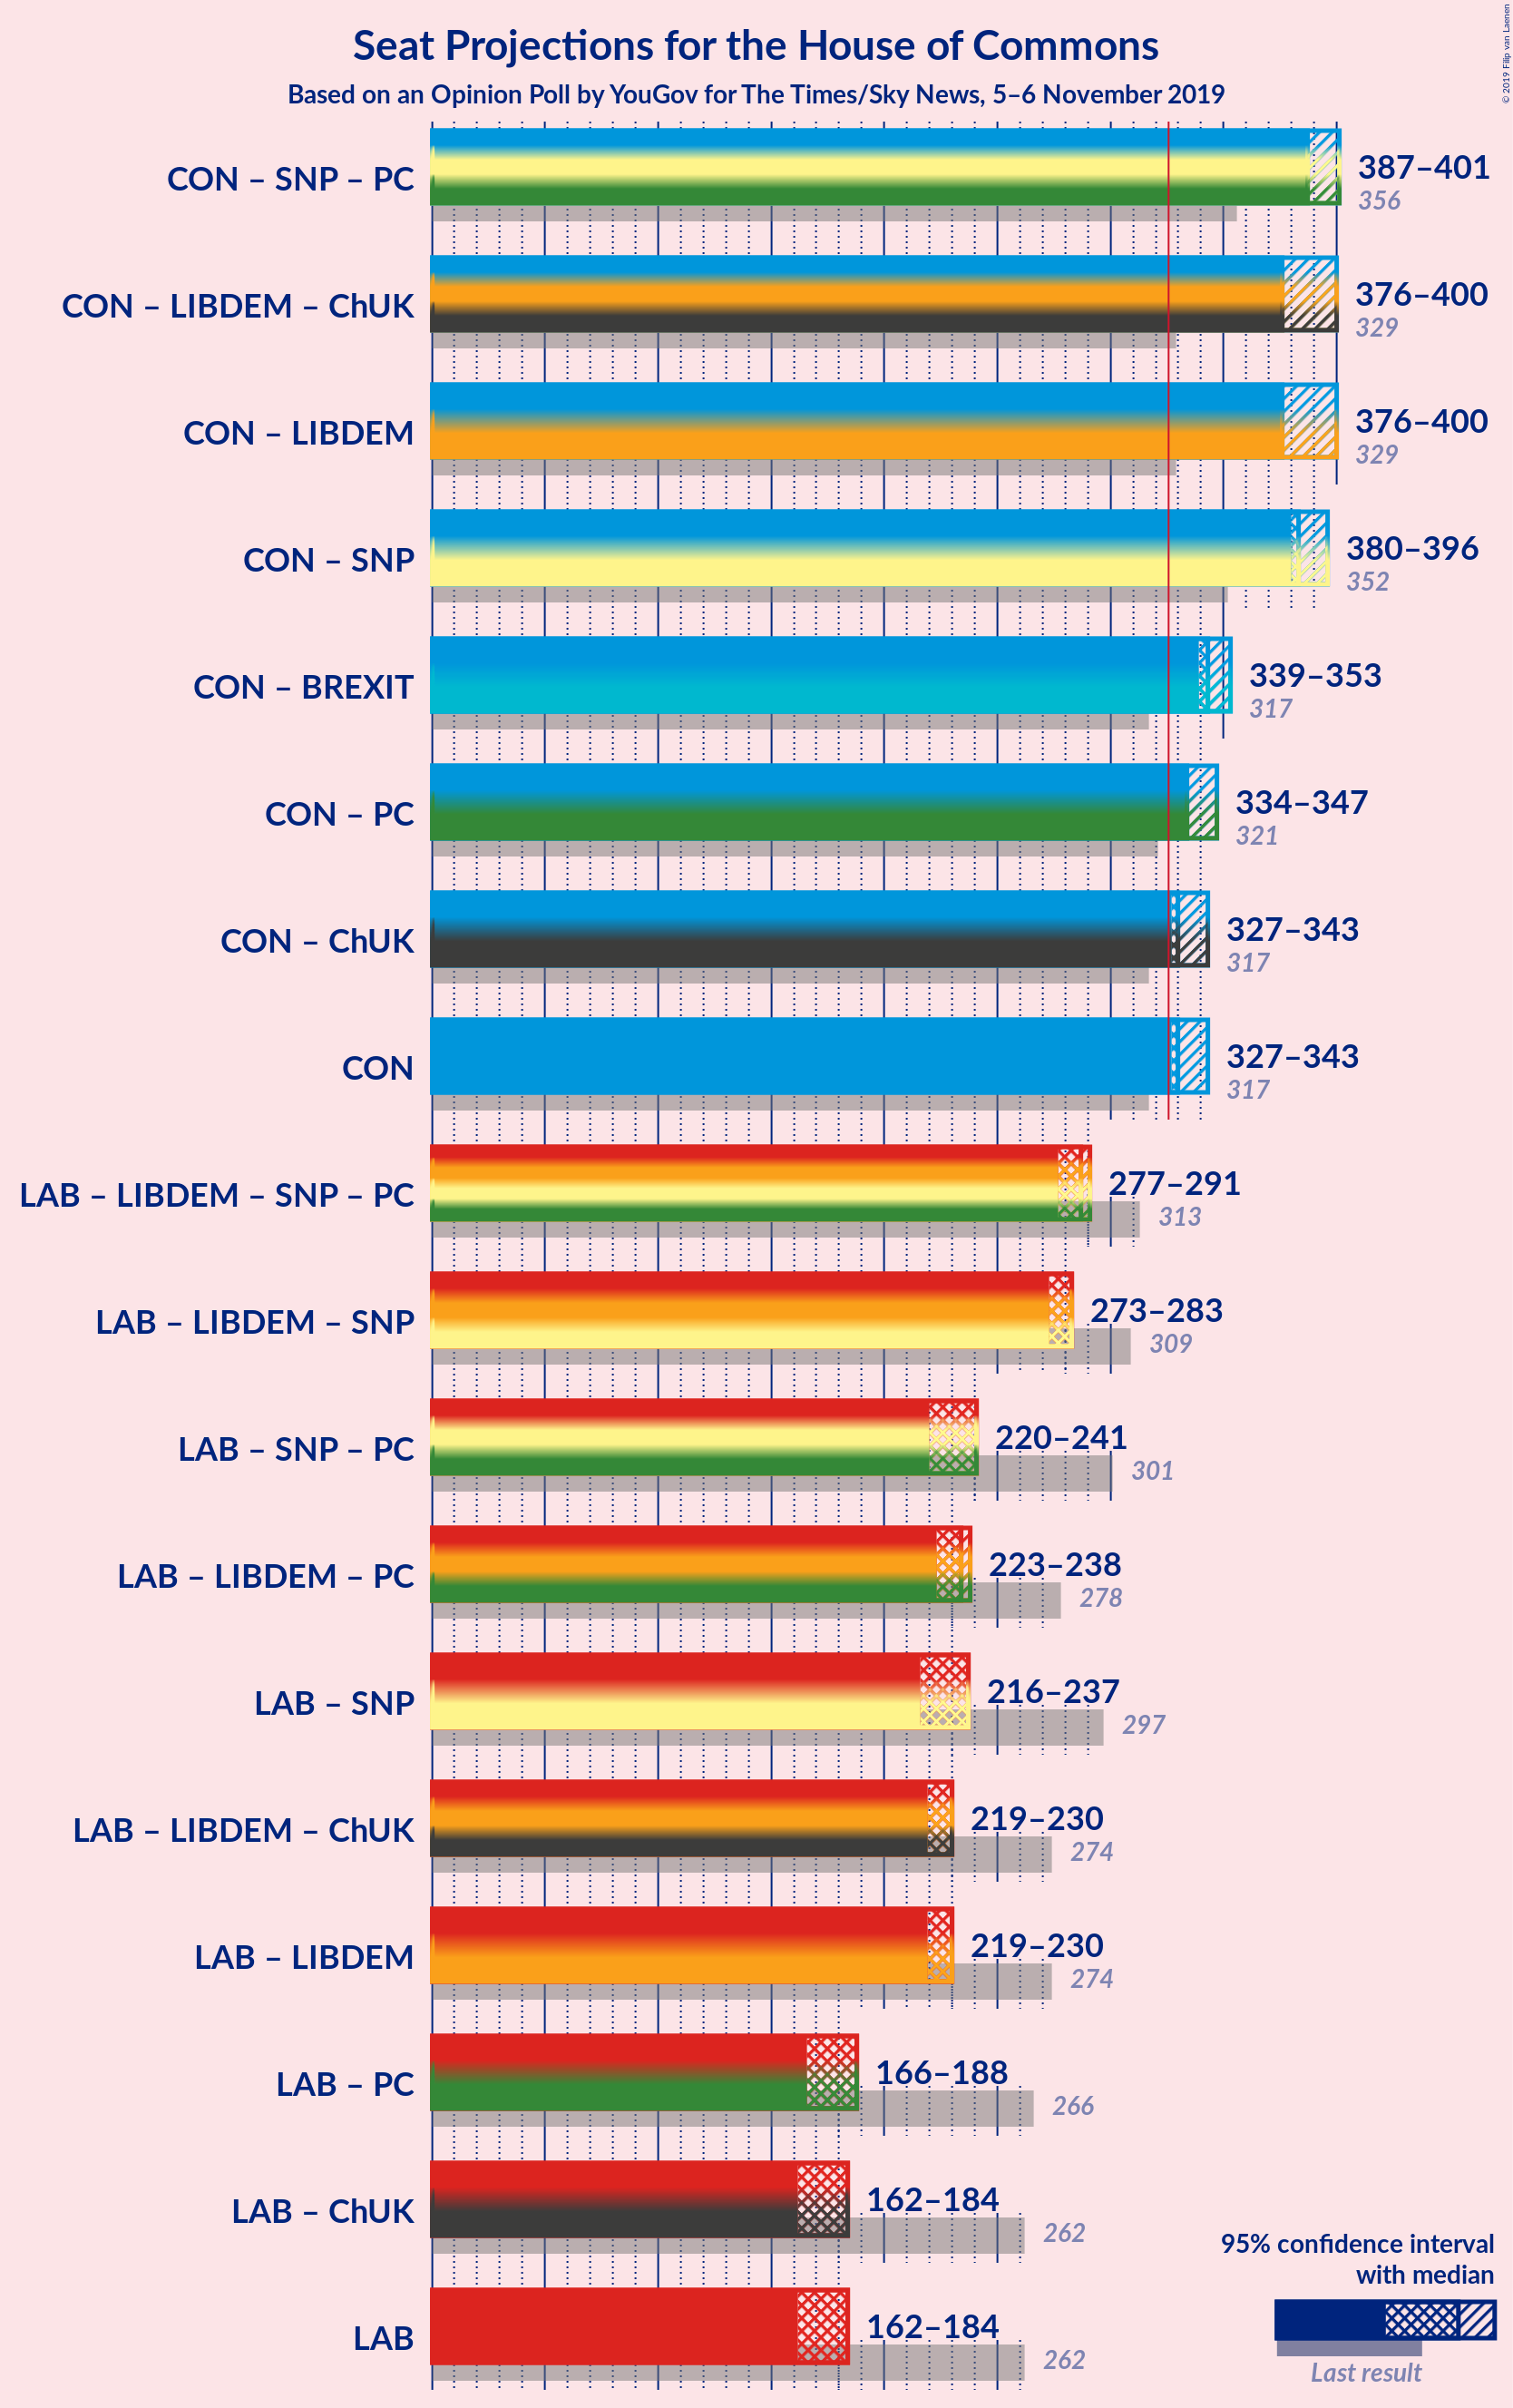 Seat Projections for the House of Commons
Based on an Opinion Poll by YouGov for The Times/Sky News, 5–6 November 2019
© 2019 Filip van Laenen
CON – SNP – PC
387–401
356
CON – LIBDEM – ChUK
376–400
329
CON – LIBDEM
376–400
329
CON – SNP
380–396
352
CON – BREXIT
339–353
317
CON – PC
334–347
321
CON – ChUK
327–343
317
CON
327–343
317
LAB – LIBDEM – SNP – PC
277–291
313
LAB – LIBDEM – SNP
273–283
309
LAB – SNP – PC
220–241
301
LAB – LIBDEM – PC
223–238
278
LAB – SNP
216–237
297
LAB – LIBDEM – ChUK
219–230
274
LAB – LIBDEM
219–230
274
LAB – PC
166–188
266
LAB – ChUK
162–184
262
LAB
162–184
262
95% confidence interval
with median
Last result